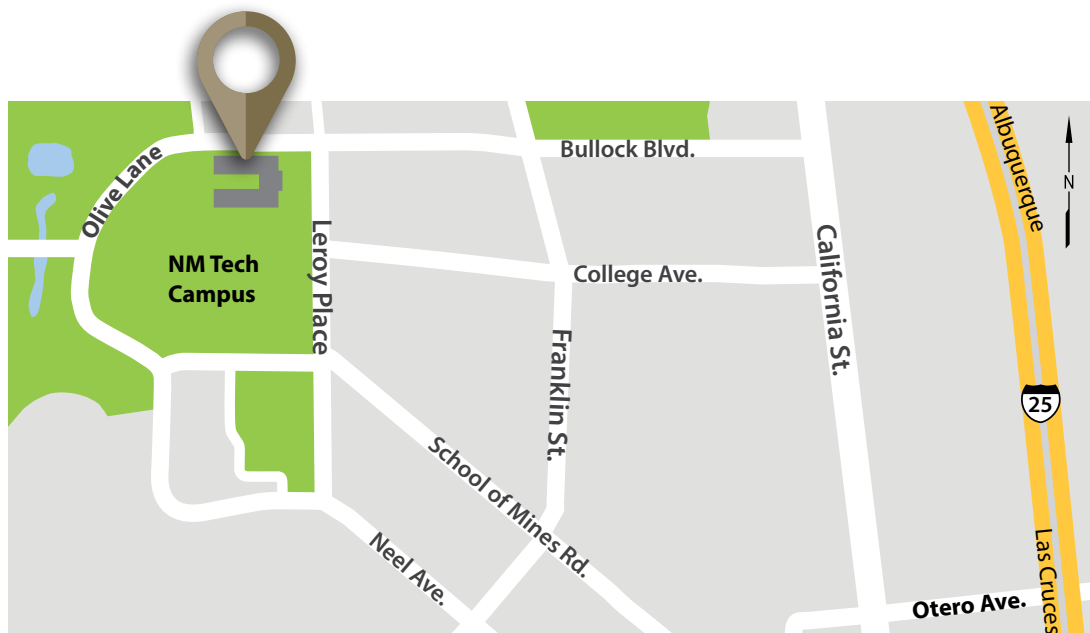 Albuquerque
Bullock Blvd.
Olive Lane
N
Leroy Place
California St.
NM Tech
Campus
College Ave.
Franklin St.
25
School of Mines Rd.
Neel Ave.
Las Cruces
Otero Ave.